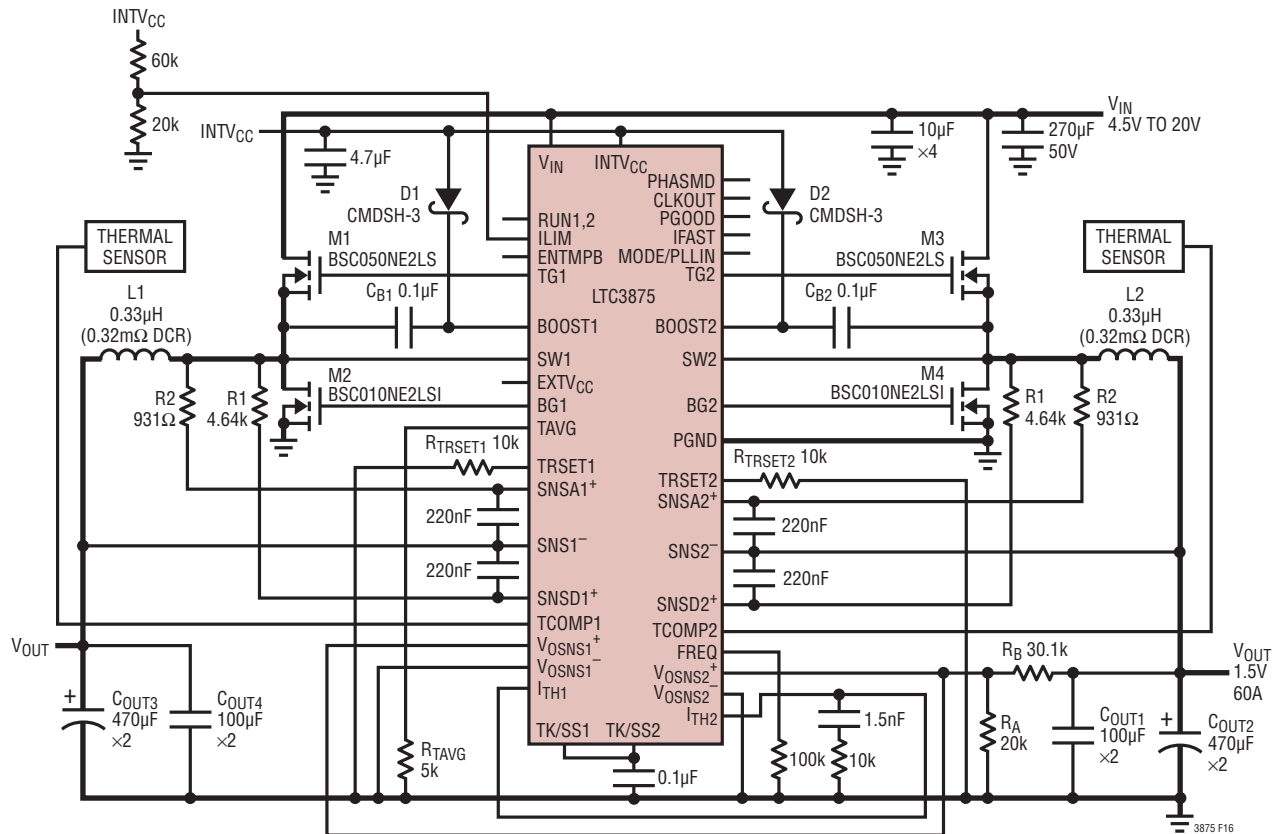 INTVCC
60k
20k
INTVCC
4.7µF
D1
CMDSH-3
VIN
INTVCC
PHASMD
CLKOUT
PGOOD
IFAST
MODE/PLLIN
TG2
RUN1,2
ILIM
ENTMPB
TG1
LTC3875
BOOST1
BOOST2
SW1
SW2
EXTVCC
BG1
BG2
TAVG
PGND
TRSET1
TRSET2
SNSA1+
SNSA2+
SNS1–
SNS2–
SNSD1+
SNSD2+
TCOMP1
TCOMP2
VOSNS1+
FREQ
VOSNS1–
VOSNS2+
VOSNS2–
ITH1
ITH2
TK/SS1
TK/SS2
D2
CMDSH-3
10µF
×4
270µF
50V
VIN
4.5V TO 20V
THERMAL
SENSOR
M1
BSC050NE2LS
M3
BSC050NE2LS
THERMAL
SENSOR
L1
0.33µH
(0.32mΩ DCR)
CB1 0.1µF
CB2 0.1µF
L2
0.33µH
(0.32mΩ DCR)
R2
931Ω
R1
4.64k
M2
BSC010NE2LSI
M4
BSC010NE2LSI
R1
4.64k
R2
931Ω
RTRSET1 10k
RTRSET2 10k
220nF
220nF
220nF
220nF
VOUT
COUT3
470µF
×2
COUT4
100µF
×2
RTAVG
5k
0.1µF
100k
1.5nF
10k
RB 30.1k
RA
20k
COUT1
100µF
×2
VOUT
1.5V
60A
COUT2
470µF
×2
+
+
3875 F16